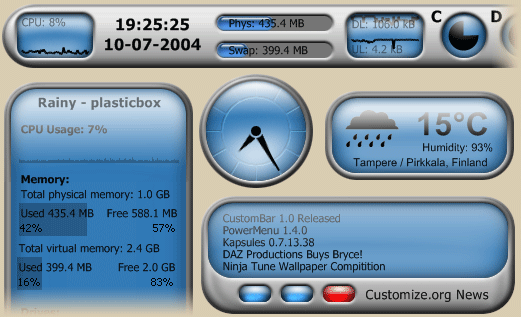 CPU: 8%
19:25:25
10-07-2004
Phys: 435.4 MB
Swap: 399.4 MB
DL: 106.0 kB
UL: 4.2 kB
C
D
Rainy - plasticbox
CPU Usage: 7%
Memory:
Total physical memory: 1.0 GB
Used 435.4 MB Free 588.1 MB
42% 57%
Total virtual memory: 2.4 GB
Used 399.4 MB Free 2.0 GB
16% 83%
15°C
Humidity: 93%
Tampere / Pirkkala, Finland
CustomBar 1.0 Released
PowerMenu 1.4.0
Kapsules 0.7.13.38
DAZ Productions Buys Bryce!
Ninja Tune Wallpaper Compitition
Customize.org News